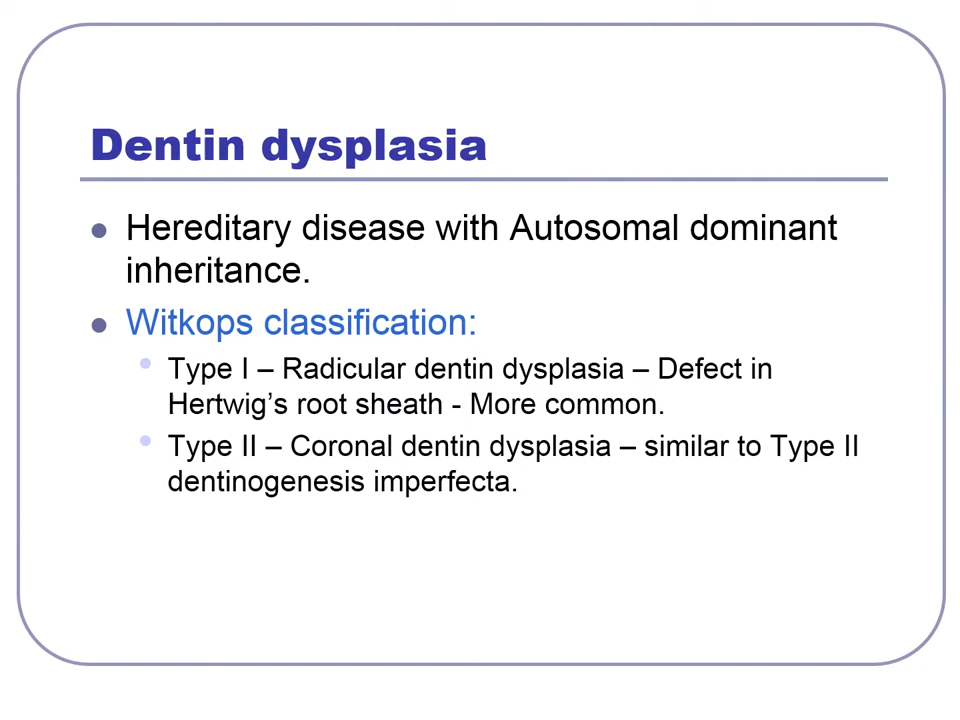 Dentin dysplasia
Hereditary disease with Autosomal dominant
inheritance.
Witkops classification:
Type I – Radicular dentin dysplasia – Defect in
Hertwig’s root sheath - More common.
Type II – Coronal dentin dysplasia – similar to Type II
dentinogenesis imperfecta.